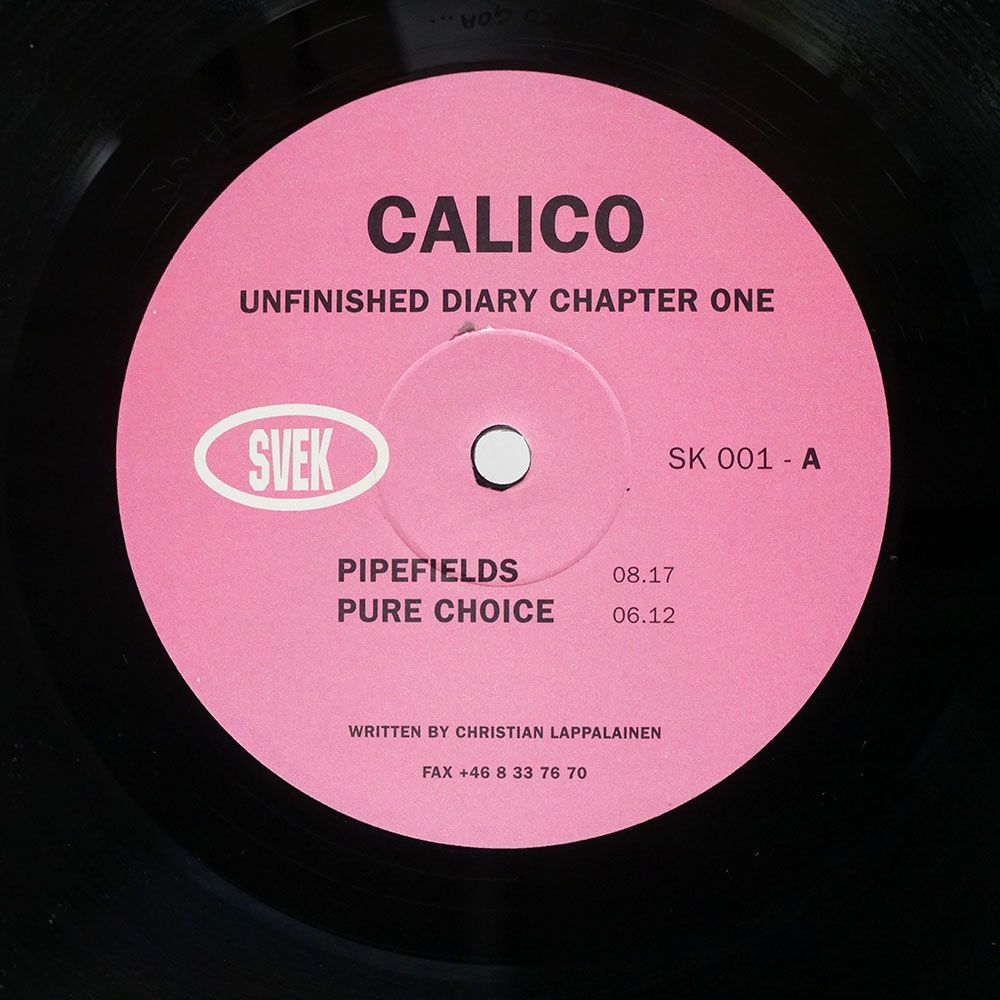 CALICO
UNFINISHED DIARY CHAPTER ONE
SVEK
SK 001 - A
PIPEFIELDS 08.17
PURE CHOICE 06.12
WRITTEN BY CHRISTIAN LAPPALAINEN
FAX +46 8 33 76 70